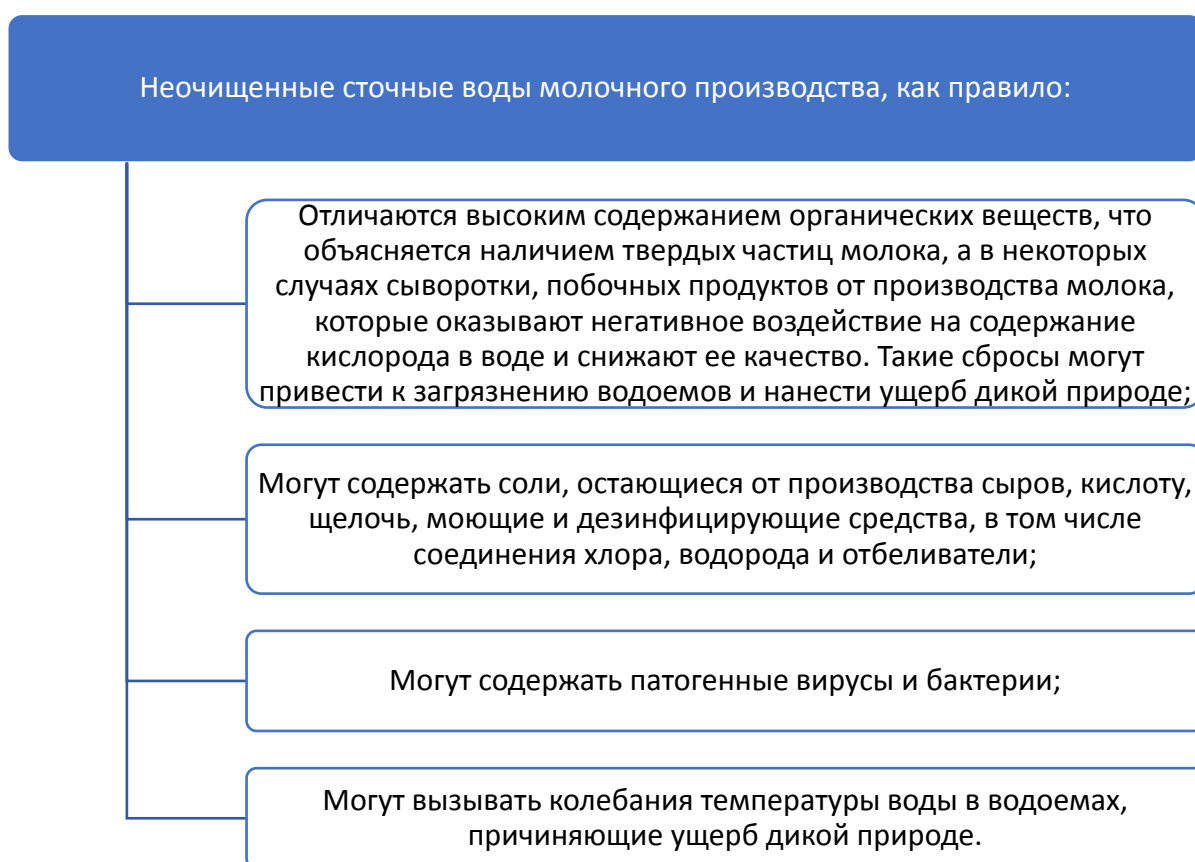 Неочищенные сточные воды молочного производства, как правило:
Отличаются высоким содержанием органических веществ, что
объясняется наличием твердых частиц молока, а в некоторых
случаях сыворотки, побочных продуктов от производства молока,
которые оказывают негативное воздействие на содержание
кислорода в воде и снижают ее качество. Такие сбросы могут
привести к загрязнению водоемов и нанести ущерб дикой природе;
Могут содержать соли, остающиеся от производства сыров, кислоту,
щелочь, моющие и дезинфицирующие средства, в том числе
соединения хлора, водорода и отбеливатели;
Могут содержать патогенные вирусы и бактерии;
Могут вызывать колебания температуры воды в водоемах,
причиняющие ущерб дикой природе.